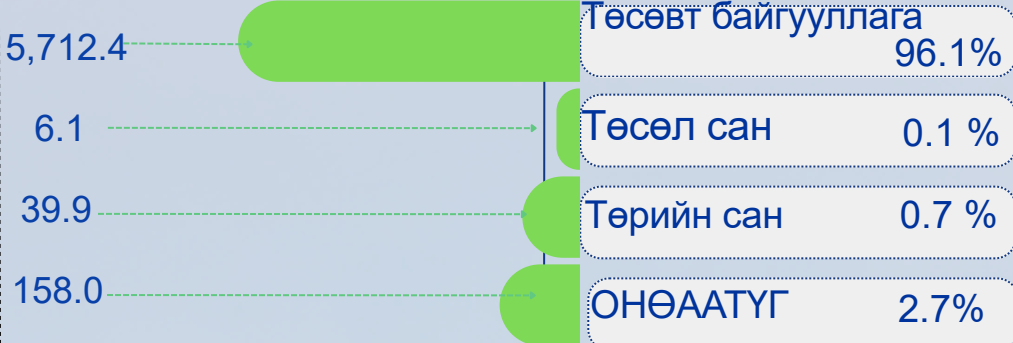 5,712.4 Төсөвт байгууллага 96.1%
6.1 Төсөл сан 0.1 %
39.9 Төрийн сан 0.7 %
158.0 ОНӨААТҮГ 2.7%